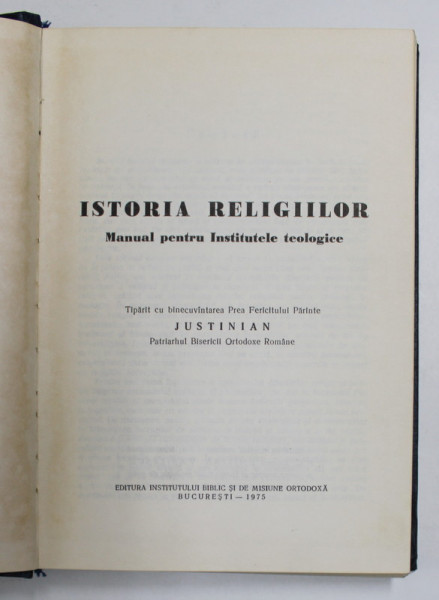 ISTORIA RELIGIILOR
Manual pentru Institutele teologice
Tipărit cu binecuvîntarea Prea Fericitului Părinte
JUSTINIAN
Patriarhul Bisericii Ortodoxe Române
EDITURA INSTITUTULUI BIBLIC ȘI DE MISIUNE ORTODOXĂ
BUCUREȘTI — 1975